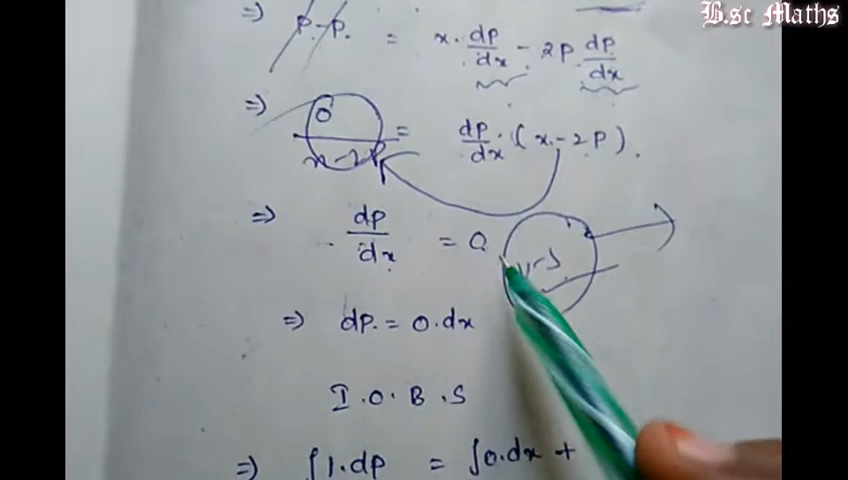 B.sc Maths
=> p-p. = x. dp/dx - 2p dp/dx
=> 0/x-2p = dp/dx . (x-2p).
=> dp/dx = 0
=> dp. = 0.dx
I.O.B.S
=> ∫1.dp = ∫0.dx +